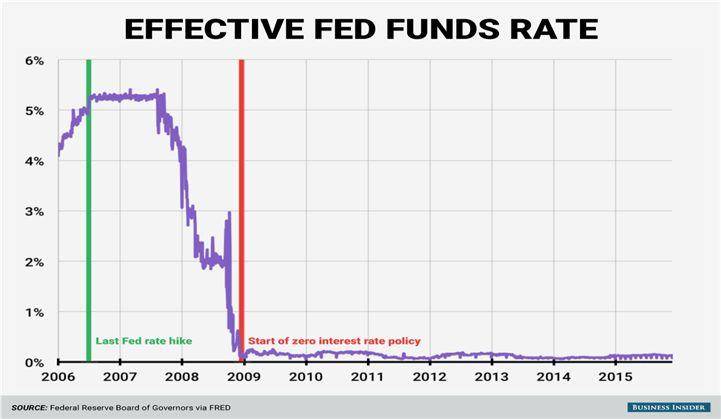 EFFECTIVE FED FUNDS RATE
6%
5%
4%
3%
2%
1%
0%
Last Fed rate hike
Start of zero interest rate policy
2006 2007 2008 2009 2010 2011 2012 2013 2014 2015
SOURCE: Federal Reserve Board of Governors via FRED
BUSINESS INSIDER